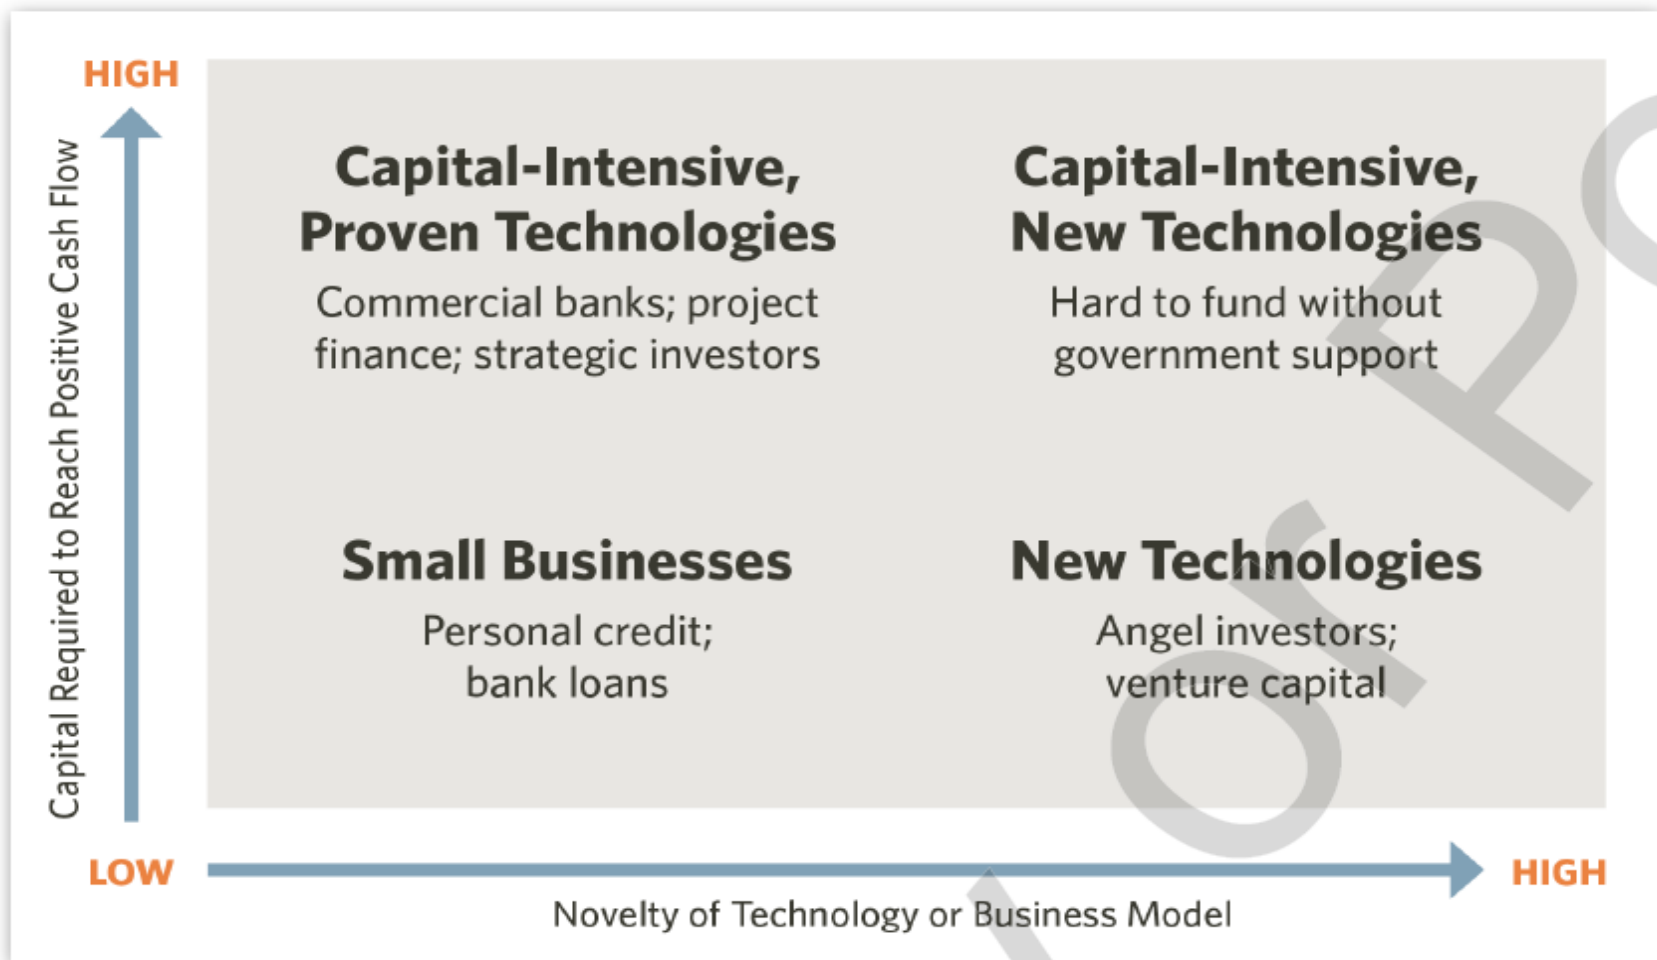 HIGH
Capital Required to Reach Positive Cash Flow
Capital-Intensive,
Proven Technologies
Commercial banks; project
finance; strategic investors
Capital-Intensive,
New Technologies
Hard to fund without
government support
Small Businesses
Personal credit;
bank loans
New Technologies
Angel investors;
venture capital
LOW
HIGH
Novelty of Technology or Business Model
or Po